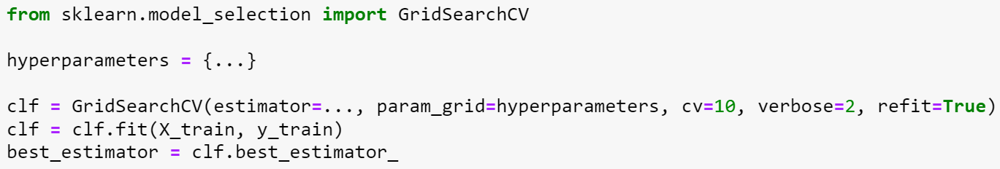 from sklearn.model_selection import GridSearchCV
hyperparameters = {...}
clf = GridSearchCV(estimator=..., param_grid=hyperparameters, cv=10, verbose=2, refit=True)
clf = clf.fit(X_train, y_train)
best_estimator = clf.best_estimator_